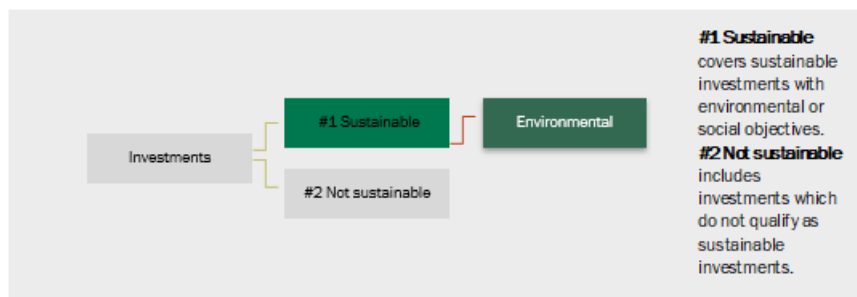 Investments
#1 Sustainable
Environmental
#2 Not sustainable
#1 Sustainable
covers sustainable
investments with
environmental or
social objectives.
#2 Not sustainable
includes
investments which
do not qualify as
sustainable
investments.